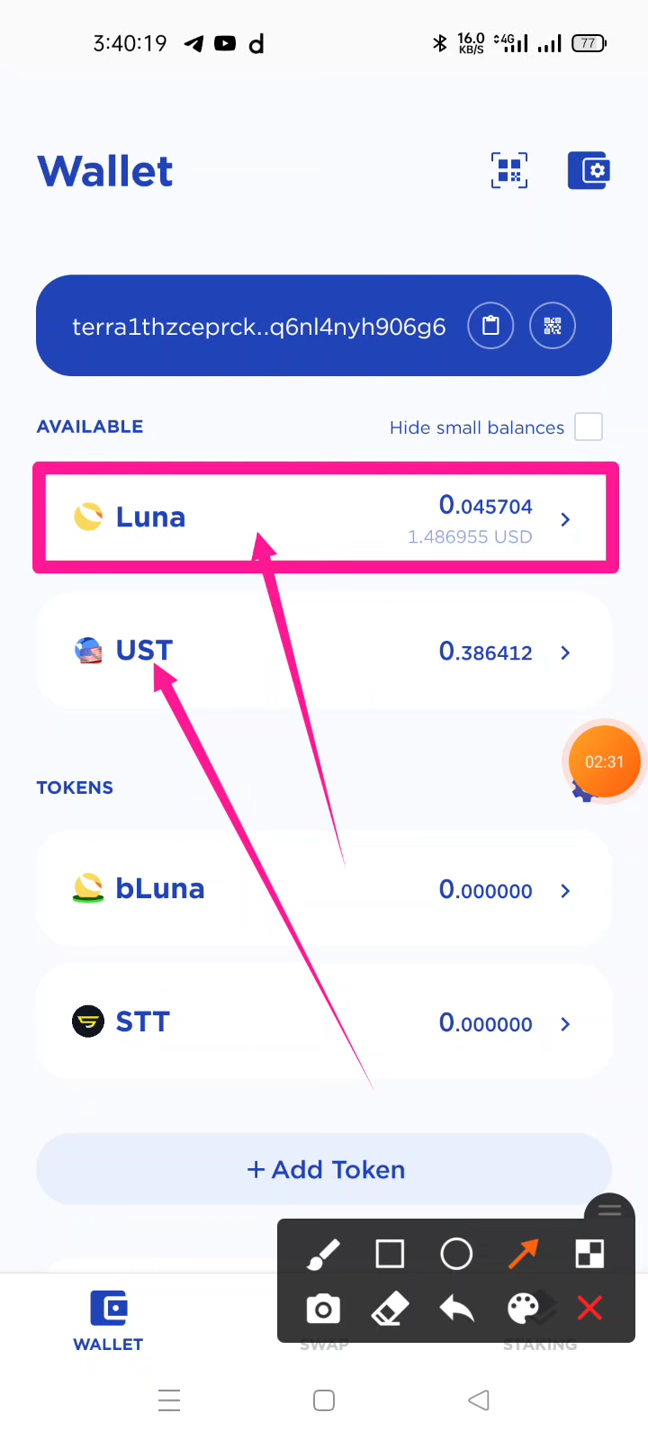 3:40:19 d 16.0 KB/S 4G 77
Wallet
terra1thzceprck..q6nl4nyh906g6
AVAILABLE Hide small balances
Luna 0.045704
1.486955 USD
UST 0.386412
02:31
TOKENS
bLuna 0.000000
STT 0.000000
+ Add Token
WALLET SWAP STAKING